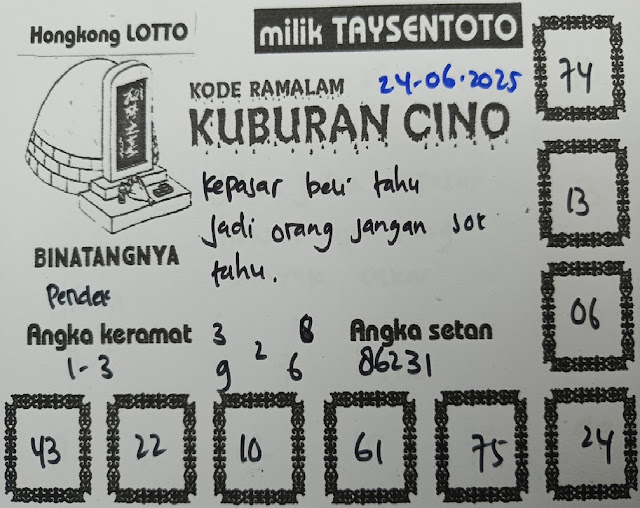 Hongkong LOTTO
milik TAYSENTOTO
KODE RAMALAM
24-06-2025
KUBURAN CINO
kepasar beli tahu
jadi orang jangan sok
tahu.
BINATANGNYA
Pendet
Angka keramat
1-3
3 8
2
9 6
Angka setan
86231
74
13
06
43
22
10
61
75
24